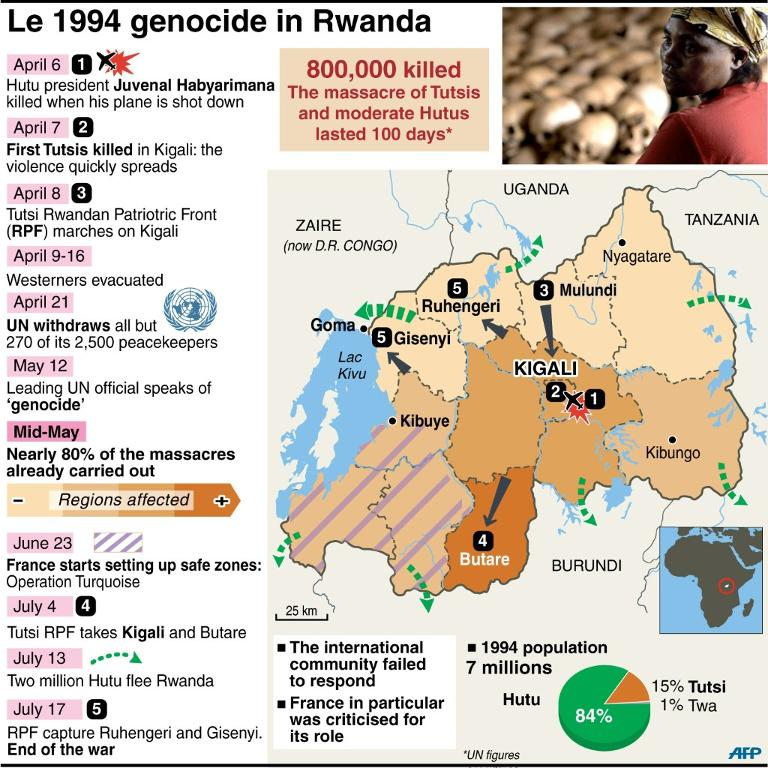 Le 1994 genocide in Rwanda
April 6 1
Hutu president Juvenal Habyarimana
killed when his plane is shot down
April 7 2
First Tutsis killed in Kigali: the
violence quickly spreads
April 8 3
Tutsi Rwandan Patriotric Front
(RPF) marches on Kigali
April 9-16
Westerners evacuated
April 21
UN withdraws all but
270 of its 2,500 peacekeepers
May 12
Leading UN official speaks of
‘genocide’
Mid-May
Nearly 80% of the massacres
already carried out
– Regions affected +
June 23
France starts setting up safe zones:
Operation Turquoise
July 4 4
Tutsi RPF takes Kigali and Butare
July 13
Two million Hutu flee Rwanda
July 17 5
RPF capture Ruhengeri and Gisenyi.
End of the war
800,000 killed
The massacre of Tutsis
and moderate Hutus
lasted 100 days*
UGANDA
ZAIRE
(now D.R. CONGO)
TANZANIA
Nyagatare
5
Ruhengeri
3 Mulundi
Goma
5 Gisenyi
Lac
Kivu
KIGALI
2 1
Kibuye
Kibungo
4
Butare
BURUNDI
25 km
■ The international
community failed
to respond
■ France in particular
was criticised for
its role
■ 1994 population
7 millions
Hutu
84%
15% Tutsi
1% Twa
*UN figures
AFP